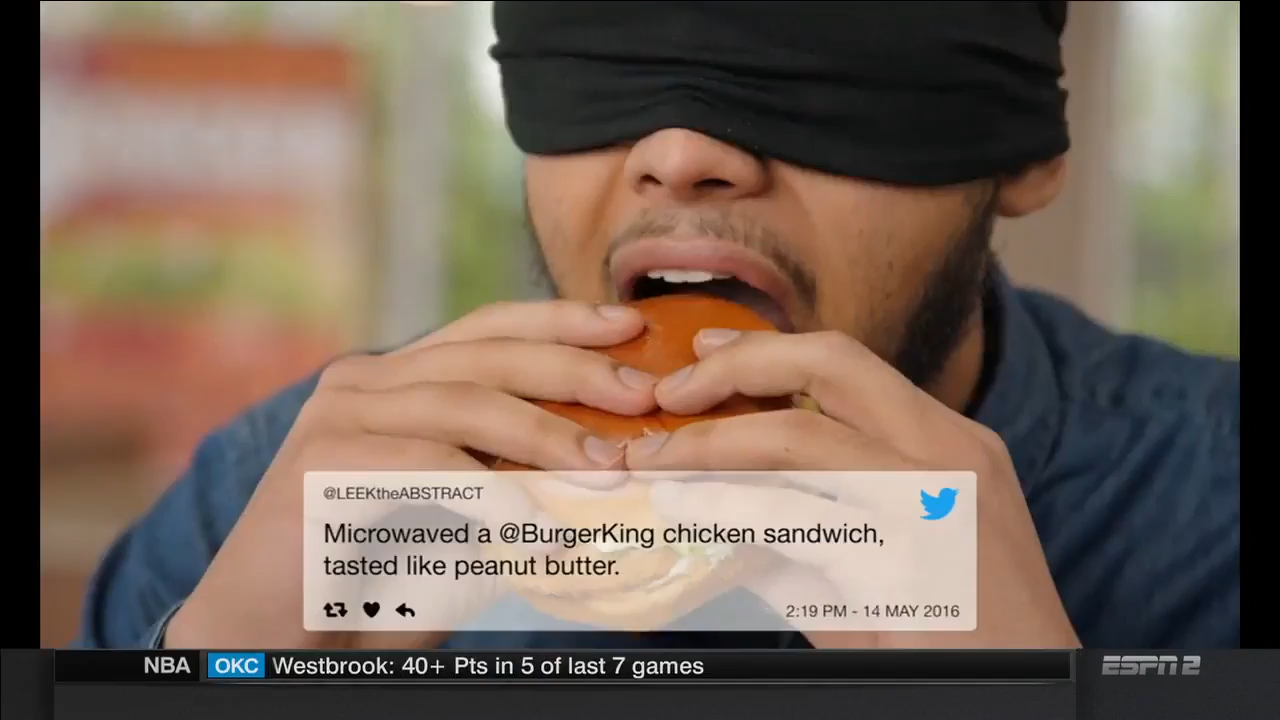 @LEEKtheABSTRACT
Microwaved a @BurgerKing chicken sandwich,
tasted like peanut butter.
2:19 PM - 14 MAY 2016
NBA OKC Westbrook: 40+ Pts in 5 of last 7 games ESPN2